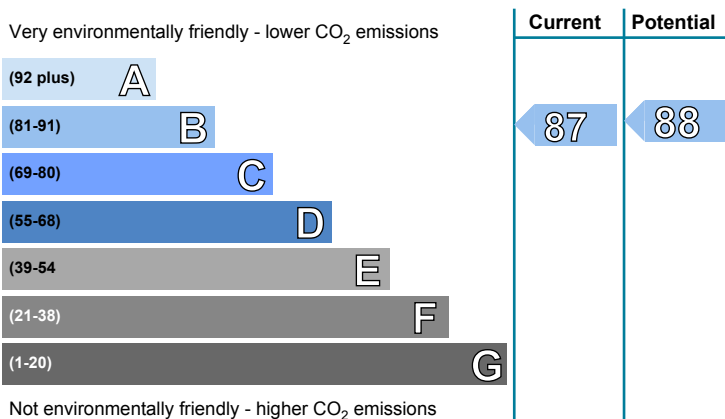 Very environmentally friendly - lower CO2 emissions
Current
Potential
(92 plus) A
(81-91) B
87
88
(69-80) C
(55-68) D
(39-54 E
(21-38) F
(1-20) G
Not environmentally friendly - higher CO2 emissions